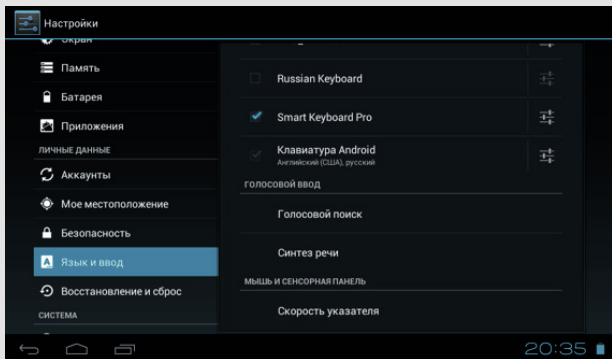 Настройки
Экран
Память
Батарея
Приложения
ЛИЧНЫЕ ДАННЫЕ
Аккаунты
Мое местоположение
Безопасность
Язык и ввод
Восстановление и сброс
СИСТЕМА
Russian Keyboard
Smart Keyboard Pro
Клавиатура Android
Английский (США), русский
ГОЛОСОВОЙ ВВОД
Голосовой поиск
Синтез речи
МЫШЬ И СЕНСОРНАЯ ПАНЕЛЬ
Скорость указателя
20:35